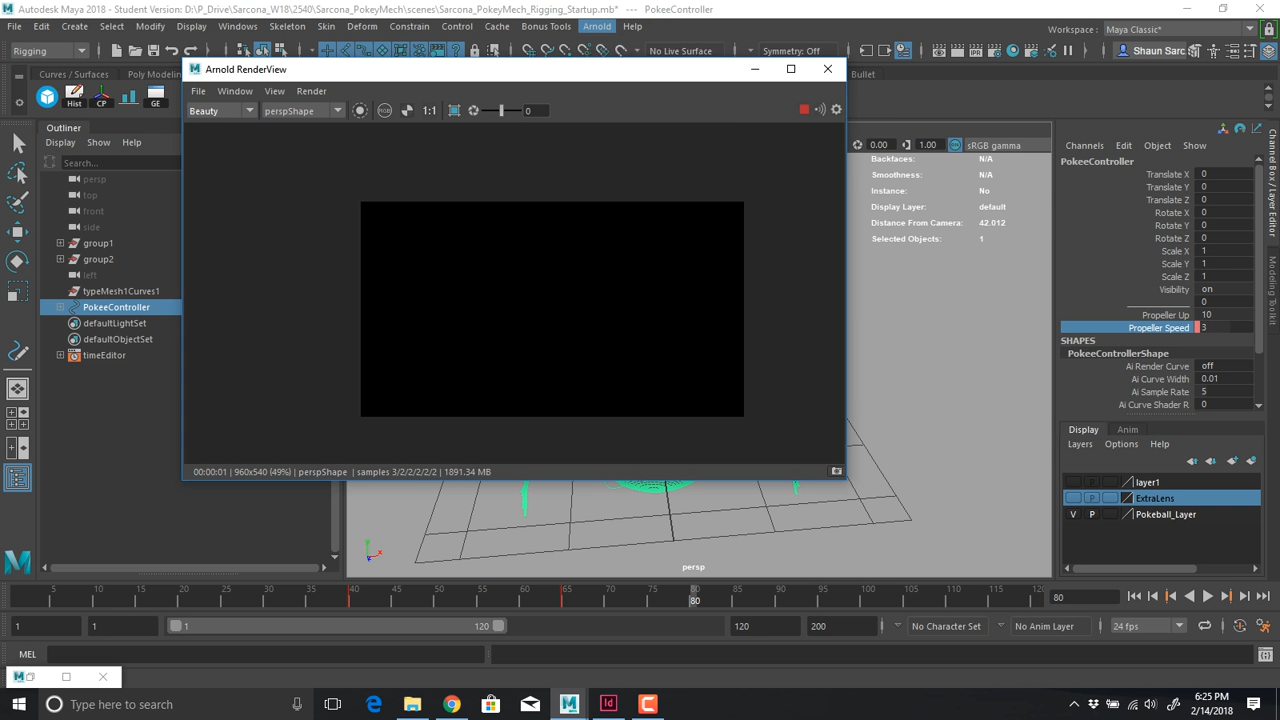 Autodesk Maya 2018 - Student Version: D:\P_Drive\Sarcona_W18\2540\Sarcona_PokeyMech\scenes\Sarcona_PokeyMech_Rigging_Startup.mb* --- PokeeController
File Edit Create Select Modify Display Windows Skeleton Skin Deform Constrain Control Cache Bonus Tools Arnold Help
Workspace: Maya Classic*
Rigging
No Live Surface
Symmetry: Off
Shaun Sarc
Curves / Surfaces
Poly Modeling
Bullet
Hist CP GE
Arnold RenderView
File Window View Render
Beauty
perspShape
1:1
0
00:00:01 | 960x540 (49%) | perspShape | samples 3/2/2/2/2/2 | 1891.34 MB
Outliner
Display Show Help
Search...
persp
top
front
side
group1
group2
left
typeMesh1Curves1
PokeeController
defaultLightSet
defaultObjectSet
timeEditor
0.00 1.00 sRGB gamma
Backfaces: N/A
Smoothness: N/A
Instance: No
Display Layer: default
Distance From Camera: 42.012
Selected Objects: 1
persp
Channels Edit Object Show
PokeeController
Translate X 0
Translate Y 0
Translate Z 0
Rotate X 0
Rotate Y 0
Rotate Z 0
Scale X 1
Scale Y 1
Scale Z 1
Visibility on
0
Propeller Up 10
Propeller Speed 3
SHAPES
PokeeControllerShape
Ai Render Curve off
Ai Curve Width 0.01
Ai Sample Rate 5
Ai Curve Shader R 0
Channel Box / Layer Editor
Modeling Toolkit
Display Anim
Layers Options Help
P layer1
P ExtraLens
V P Pokeball_Layer
5 10 15 20 25 30 35 40 45 50 55 60 65 70 75 80 85 90 95 100 105 110 115 120
80
80
1 1 1 120 120 200
No Character Set
No Anim Layer
24 fps
MEL
Type here to search
6:25 PM
2/14/2018